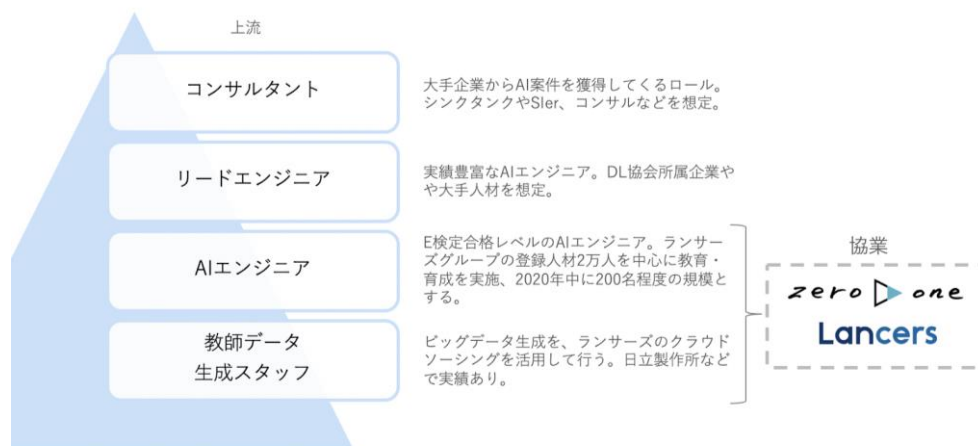 上流
コンサルタント
大手企業からAI案件を獲得してくるロール。
シンクタンクやSIer、コンサルなどを想定。
リードエンジニア
実績豊富なAIエンジニア。DL協会所属企業や
や大手人材を想定。
AIエンジニア
E検定合格レベルのAIエンジニア。ランサー
ズグループの登録人材2万人を中心に教育・
育成を実施、2020年中に200名程度の規模と
する。
教師データ
生成スタッフ
ビッグデータ生成を、ランサーズのクラウド
ソーシングを活用して行う。日立製作所など
で実績あり。
協業
zero one
Lancers